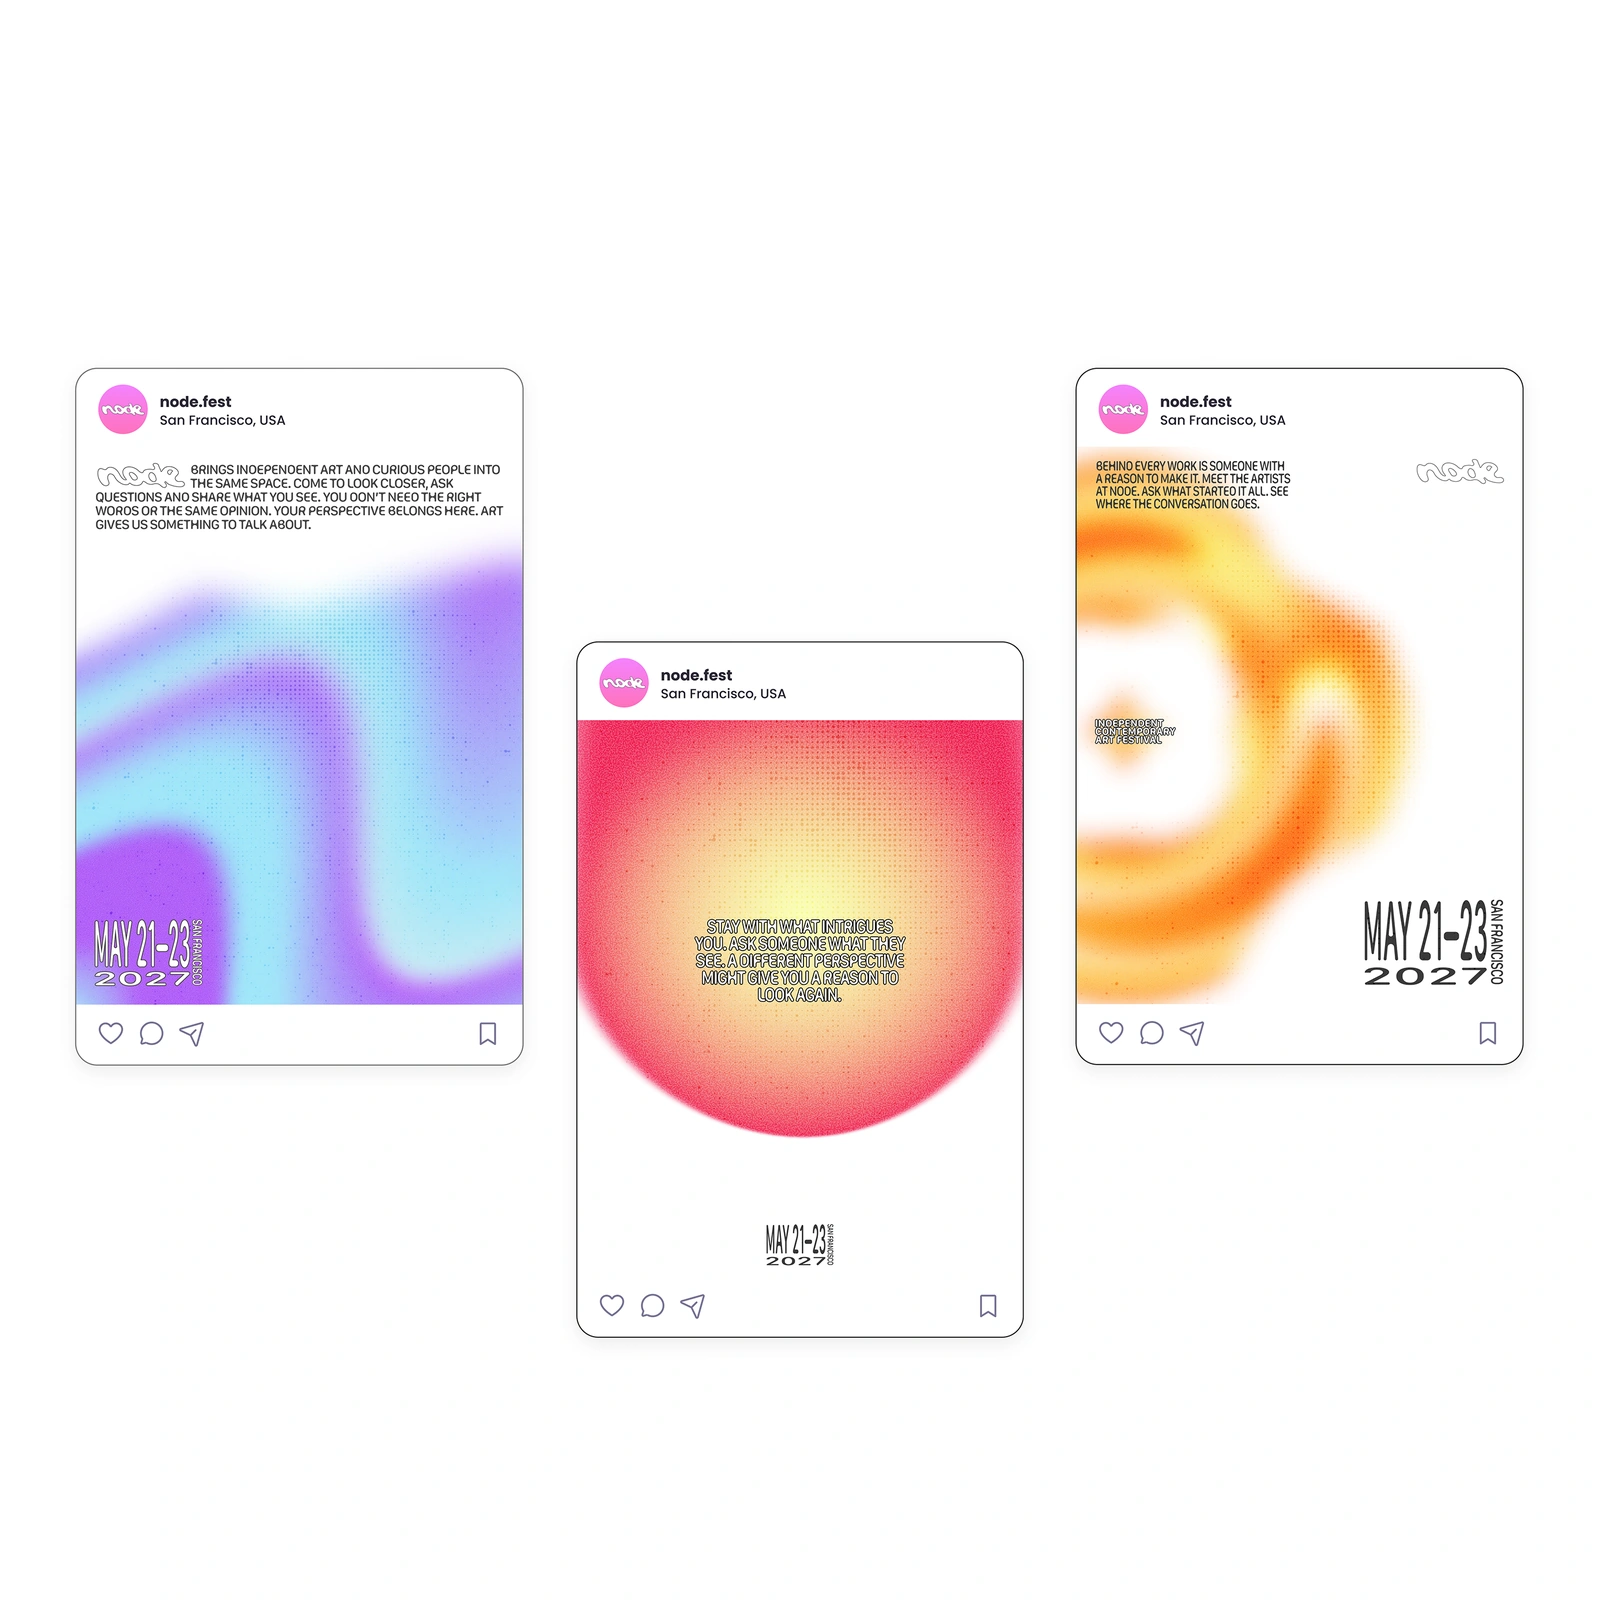 node
node.fest
San Francisco, USA
node BRINGS INDEPENDENT ART AND CURIOUS PEOPLE INTO
THE SAME SPACE. COME TO LOOK CLOSER, ASK
QUESTIONS AND SHARE WHAT YOU SEE. YOU DON'T NEED THE RIGHT
WORDS OR THE SAME OPINION. YOUR PERSPECTIVE BELONGS HERE. ART
GIVES US SOMETHING TO TALK ABOUT.
MAY 21–23
2027
SAN FRANCISCO
node
node.fest
San Francisco, USA
STAY WITH WHAT INTRIGUES
YOU. ASK SOMEONE WHAT THEY
SEE. A DIFFERENT PERSPECTIVE
MIGHT GIVE YOU A REASON TO
LOOK AGAIN.
MAY 21–23
2027
SAN FRANCISCO
node
node.fest
San Francisco, USA
BEHIND EVERY WORK IS SOMEONE WITH
A REASON TO MAKE IT. MEET THE ARTISTS
AT NODE. ASK WHAT STARTED IT ALL. SEE
WHERE THE CONVERSATION GOES.
node
INDEPENDENT
CONTEMPORARY
ART FESTIVAL
MAY 21–23
2027
SAN FRANCISCO